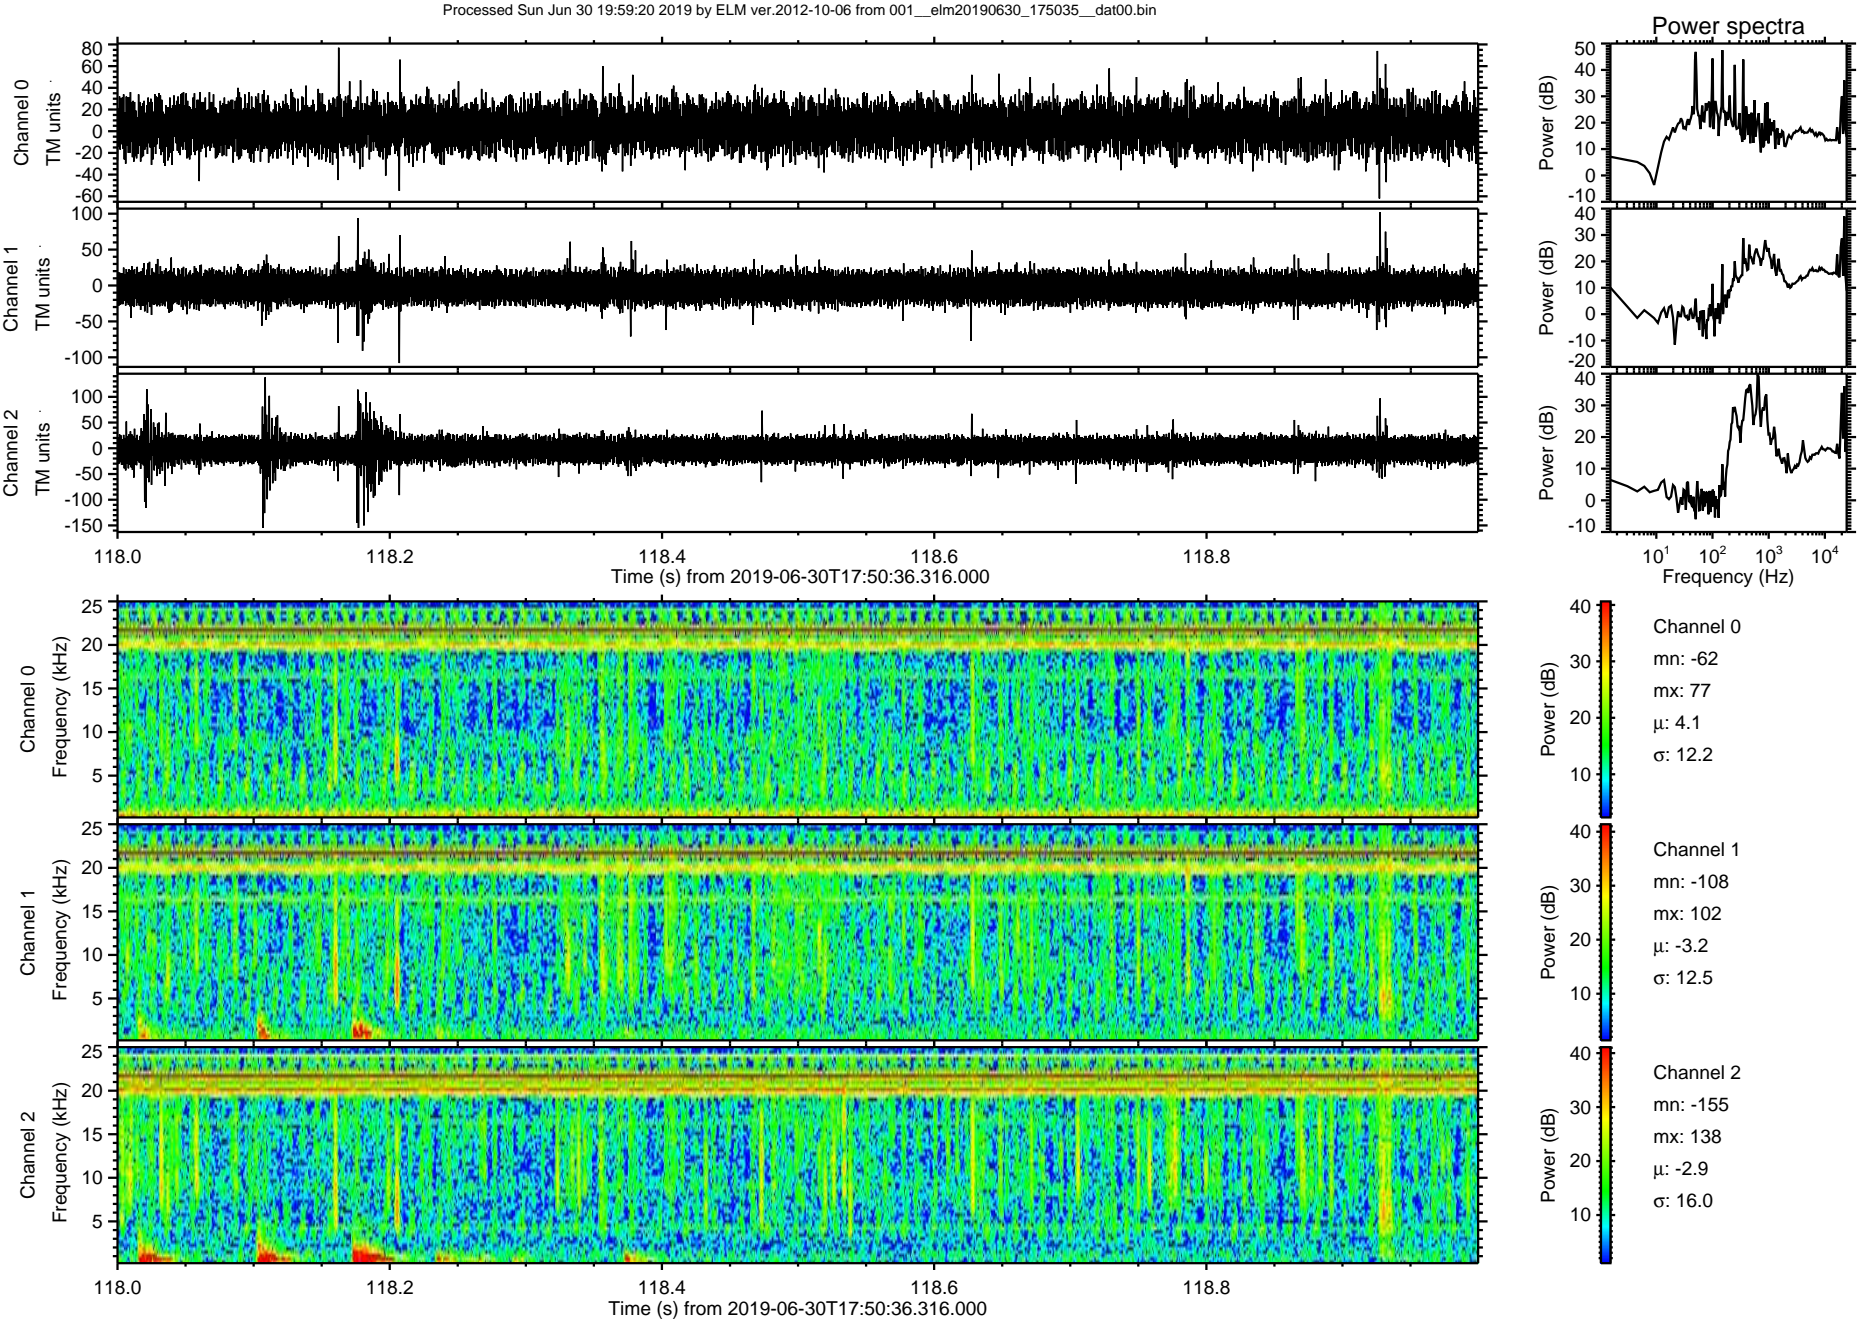 Processed Sun Jun 30 19:59:20 2019 by ELM ver.2012-10-06 from 001__elm20190630_175035__dat00.bin
Power spectra
Channel 0
TM units
80
60
40
20
0
-20
-40
-60
Power (dB)
50
40
30
20
10
0
-10
Channel 1
TM units
100
50
0
-50
-100
Power (dB)
40
30
20
10
0
-10
-20
Channel 2
TM units
100
50
0
-50
-100
-150
Power (dB)
40
30
20
10
0
-10
118.0 118.2 118.4 118.6 118.8
Time (s) from 2019-06-30T17:50:36.316.000
10¹ 10² 10³ 10⁴
Frequency (Hz)
Channel 0
Frequency (kHz)
25
20
15
10
5
Power (dB)
40
30
20
10
Channel 0
mn: -62
mx: 77
μ: 4.1
σ: 12.2
Channel 1
Frequency (kHz)
25
20
15
10
5
Power (dB)
40
30
20
10
Channel 1
mn: -108
mx: 102
μ: -3.2
σ: 12.5
Channel 2
Frequency (kHz)
25
20
15
10
5
Power (dB)
40
30
20
10
Channel 2
mn: -155
mx: 138
μ: -2.9
σ: 16.0
118.0 118.2 118.4 118.6 118.8
Time (s) from 2019-06-30T17:50:36.316.000